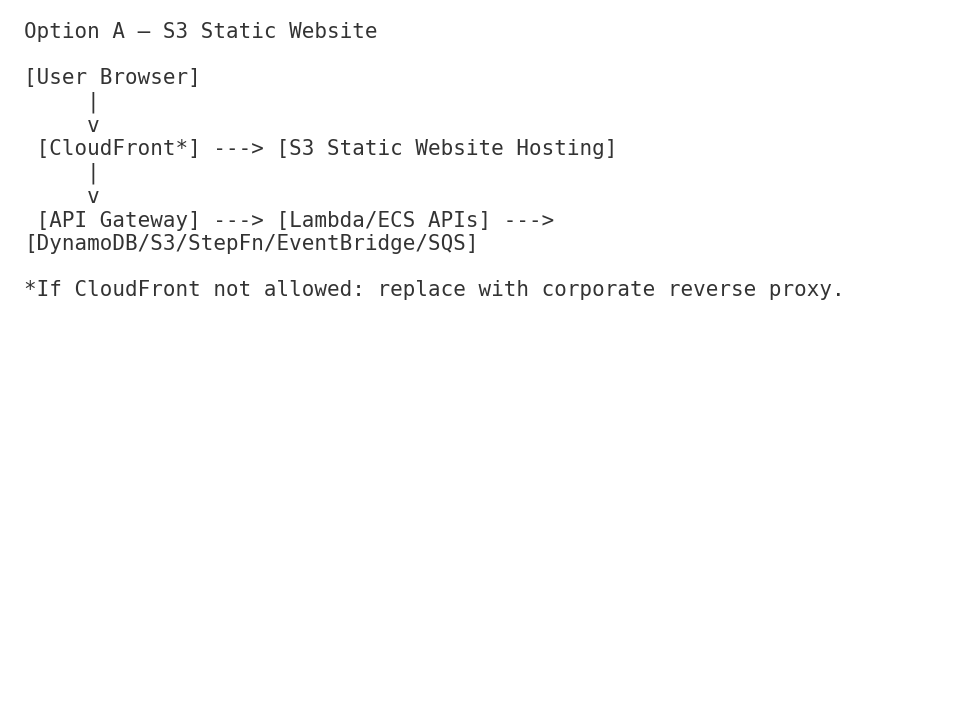 Option A – S3 Static Website
[User Browser]
|
v
[CloudFront*] ---> [S3 Static Website Hosting]
|
v
[API Gateway] ---> [Lambda/ECS APIs] --->
[DynamoDB/S3/StepFn/EventBridge/SQS]
*If CloudFront not allowed: replace with corporate reverse proxy.